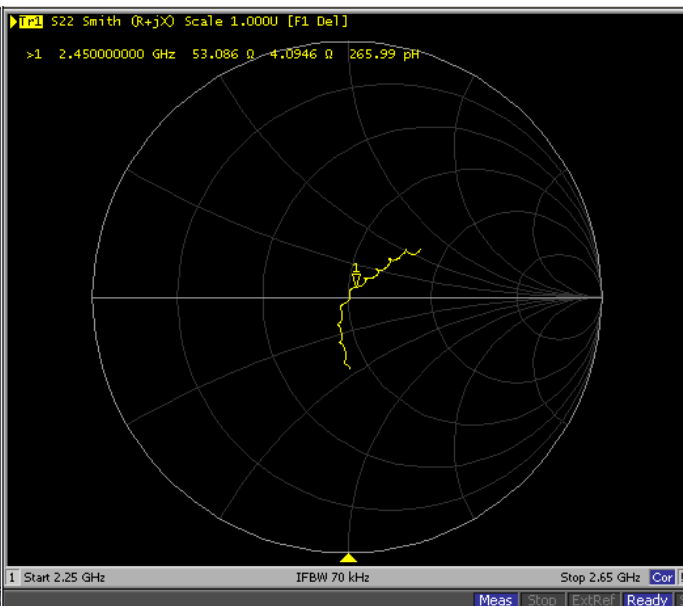 Tr1 S22 Smith (R+jX) Scale 1.000U [F1 Del]
>1 2.450000000 GHz 53.086 Ω 4.0946 Ω 265.99 pH
1
1 Start 2.25 GHz IFBW 70 kHz Stop 2.65 GHz Cor
Meas Stop ExtRef Ready